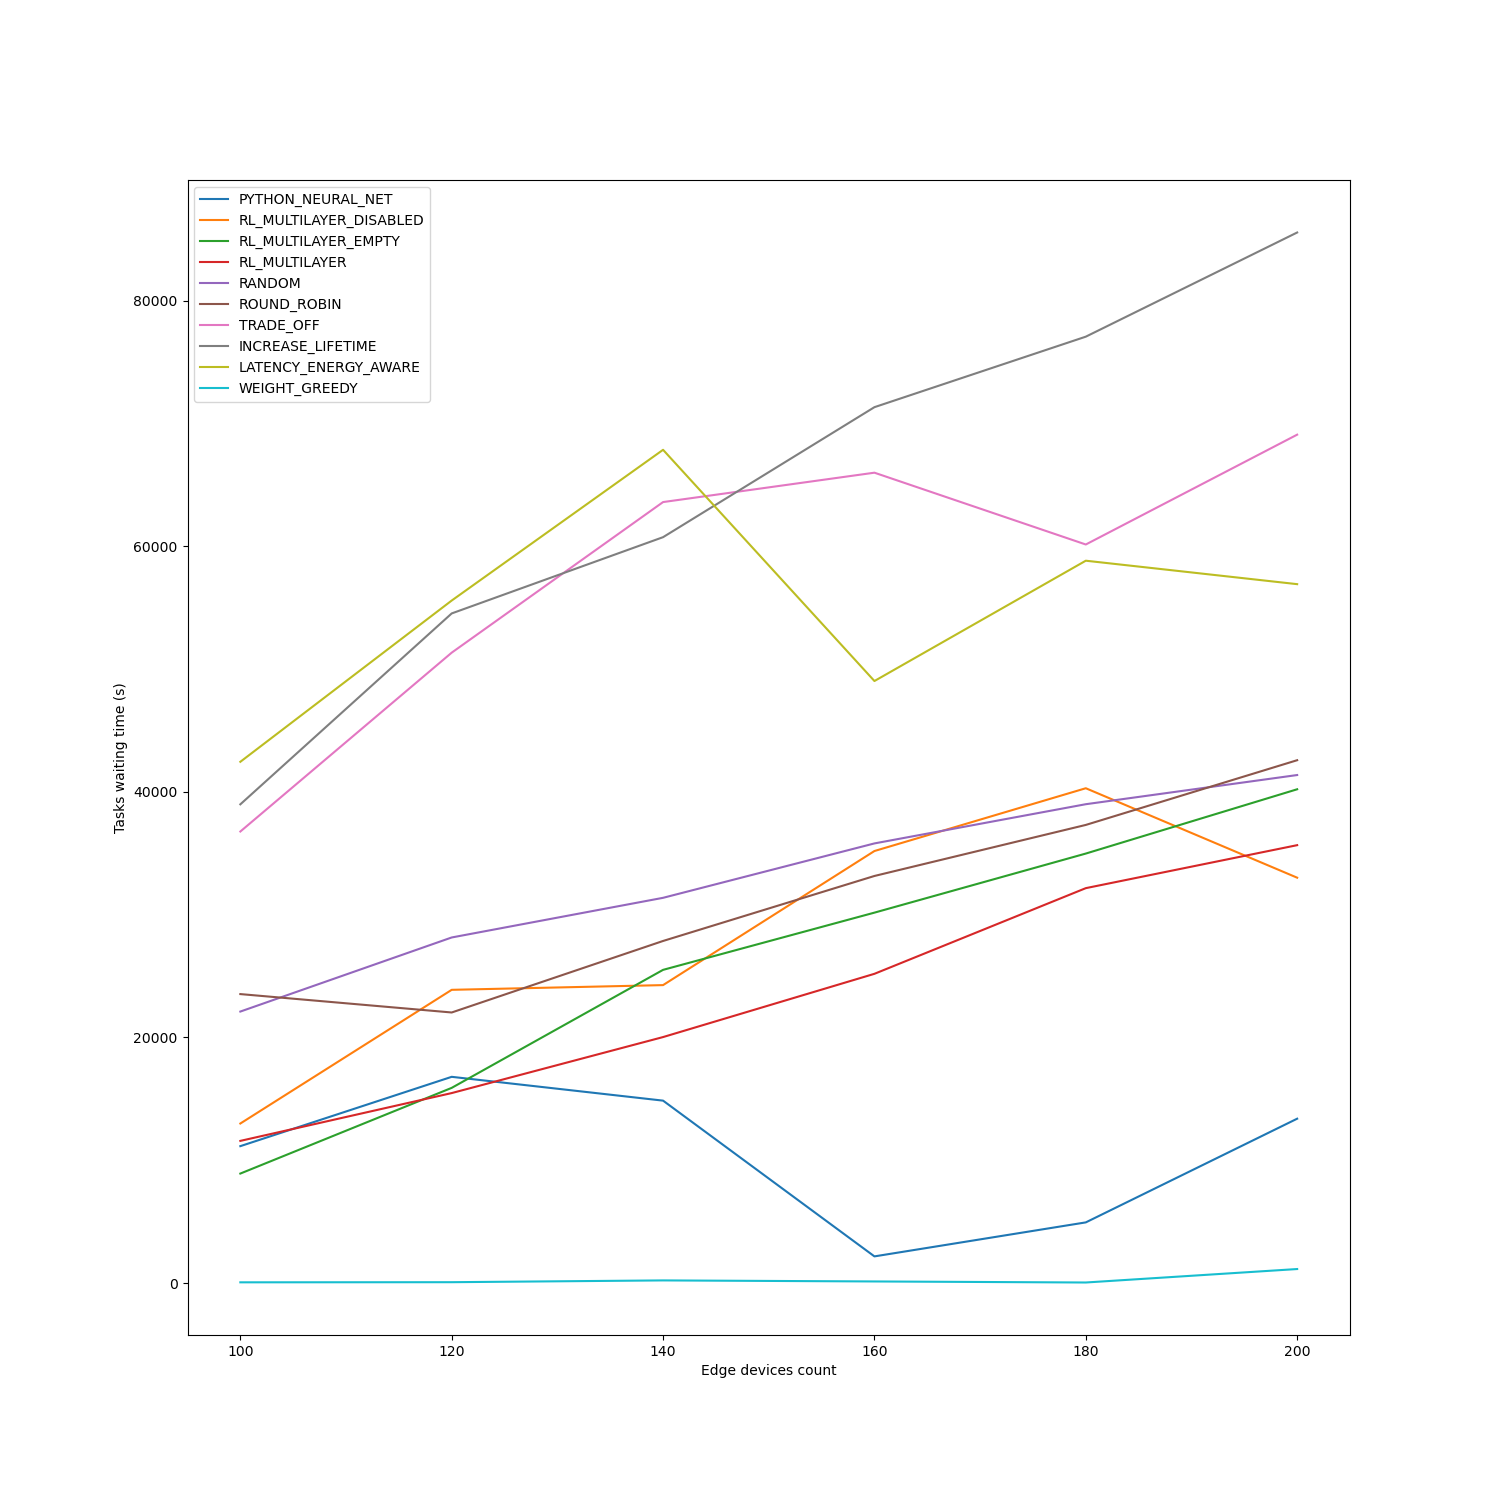 PYTHON_NEURAL_NET
RL_MULTILAYER_DISABLED
RL_MULTILAYER_EMPTY
RL_MULTILAYER
RANDOM
ROUND_ROBIN
TRADE_OFF
INCREASE_LIFETIME
LATENCY_ENERGY_AWARE
WEIGHT_GREEDY
80000
60000
40000
20000
0
Tasks waiting time (s)
100 120 140 160 180 200
Edge devices count